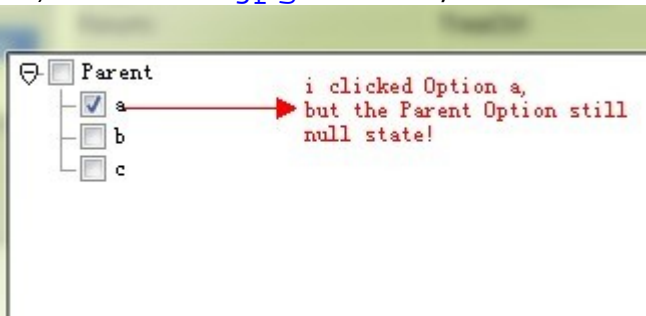 Parent
a
b
c
i clicked Option a,
but the Parent Option still
null state!